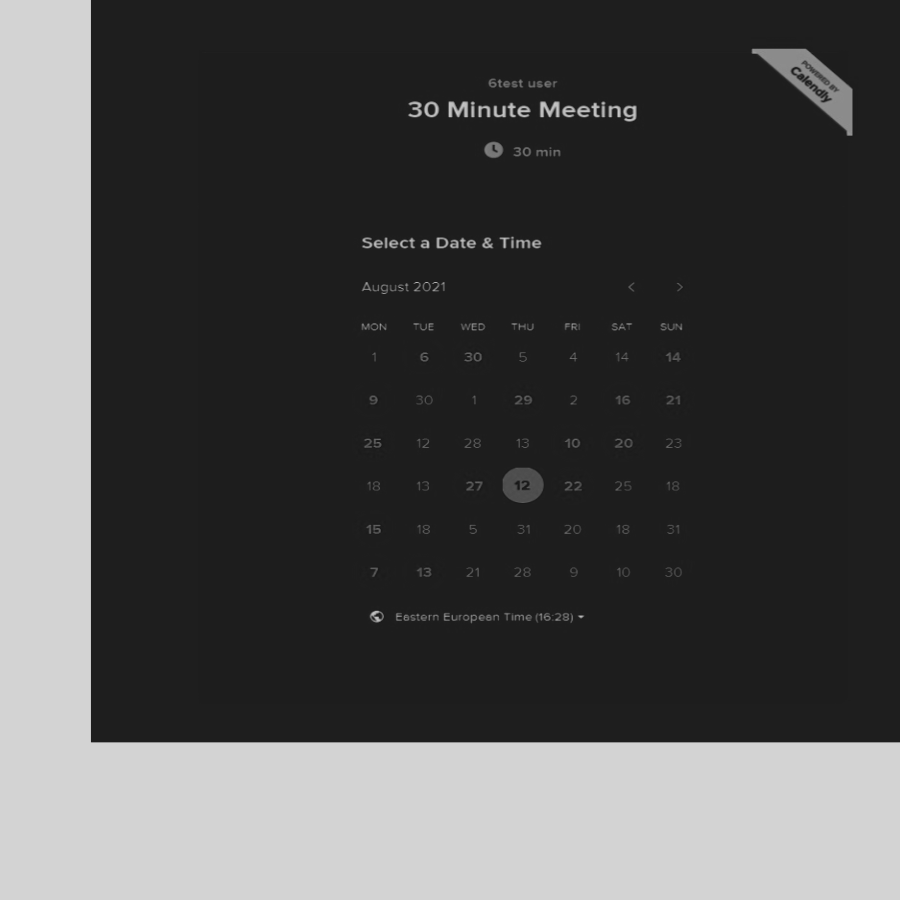 POWERED BY
Calendly
6test user
30 Minute Meeting
30 min
Select a Date & Time
August 2021 < >
MON TUE WED THU FRI SAT SUN
1 6 30 5 4 14 14
9 30 1 29 2 16 21
25 12 28 13 10 20 23
18 13 27 12 22 25 18
15 18 5 31 20 18 31
7 13 21 28 9 10 30
Eastern European Time (16:28)